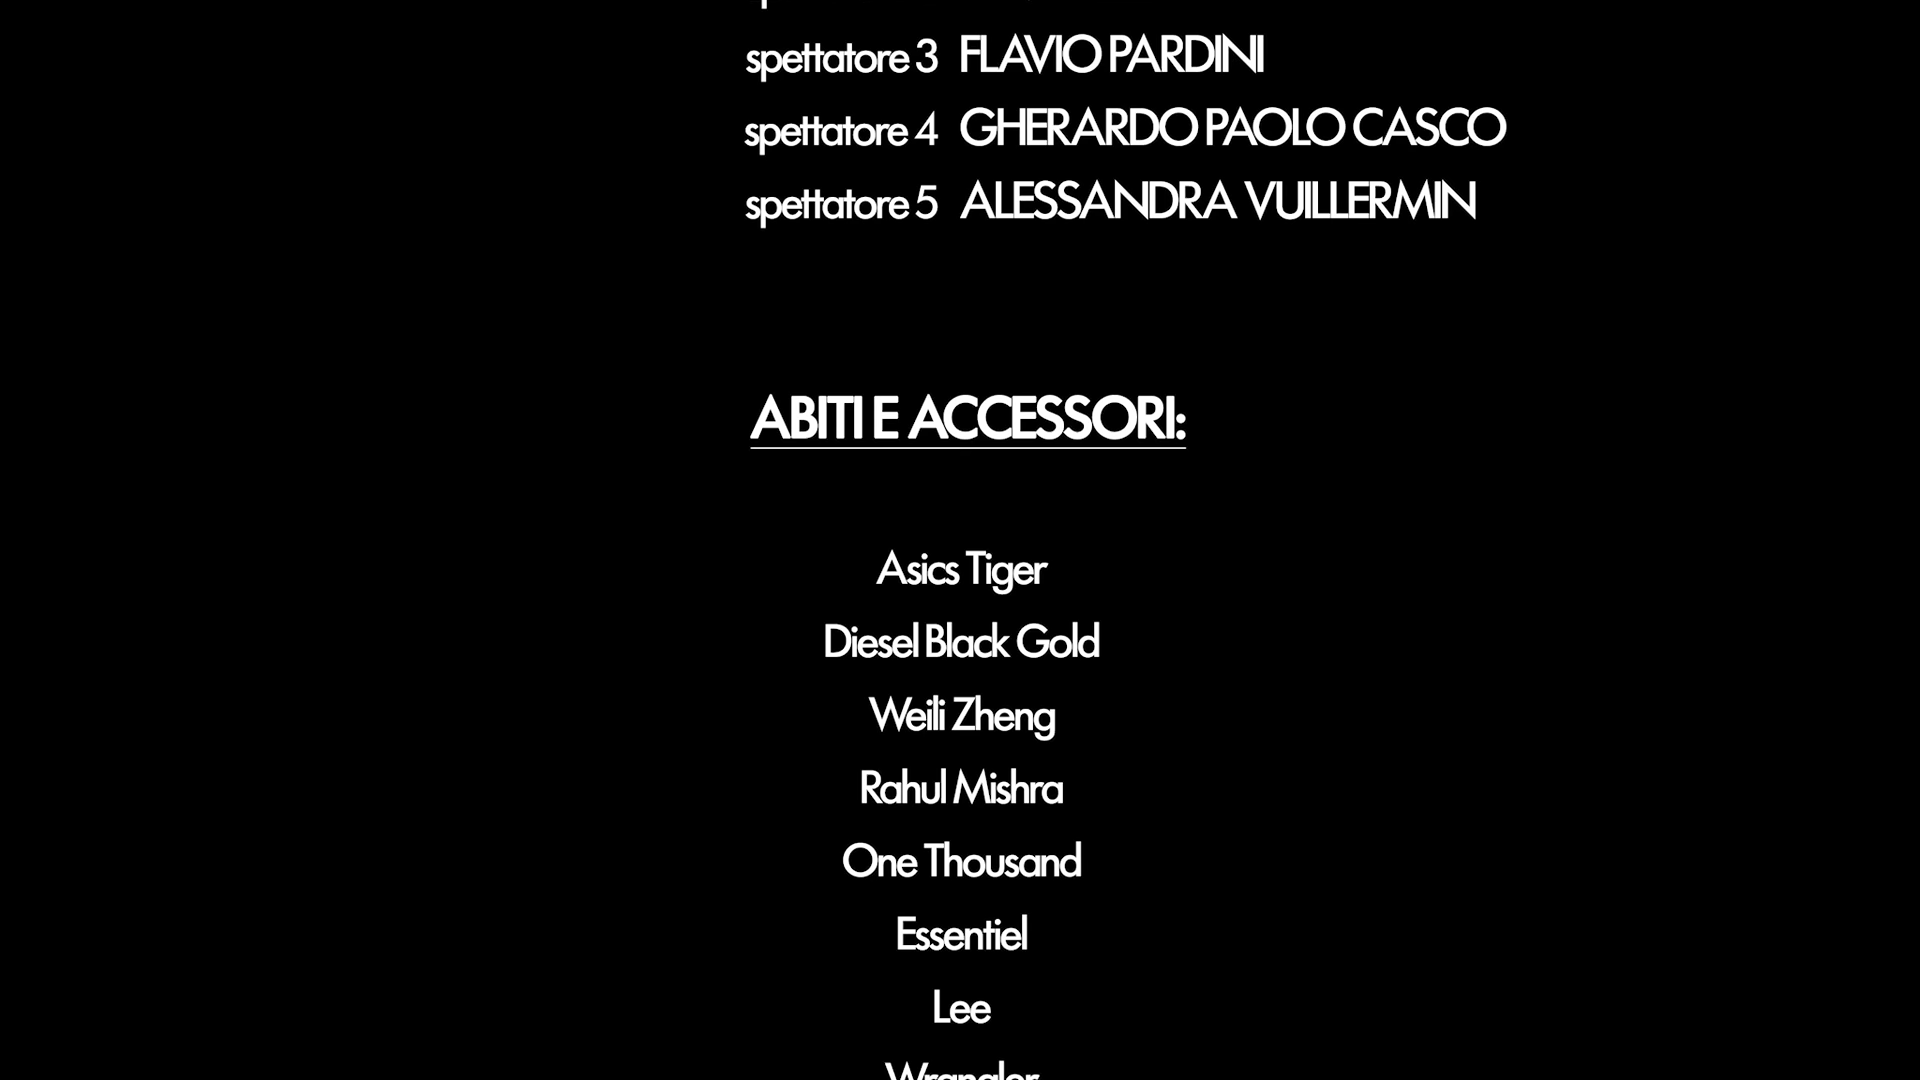 spettatore 3 FLAVIO PARDINI
spettatore 4 GHERARDO PAOLO CASCO
spettatore 5 ALESSANDRA VUILLERMIN
ABITI E ACCESSORI:
Asics Tiger
Diesel Black Gold
Weili Zheng
Rahul Mishra
One Thousand
Essentiel
Lee
Wrangler